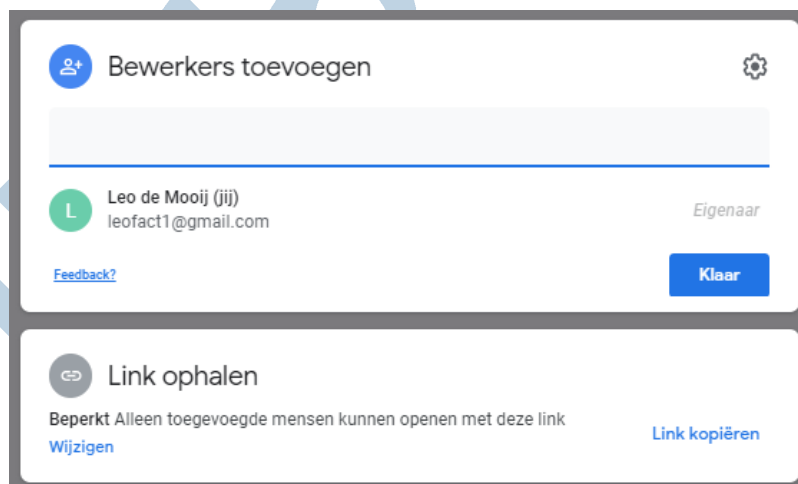 Bewerkers toevoegen
L
Leo de Mooij (jij)
leofact1@gmail.com
Eigenaar
Feedback?
Klaar
Link ophalen
Beperkt Alleen toegevoegde mensen kunnen openen met deze link
Wijzigen
Link kopiëren